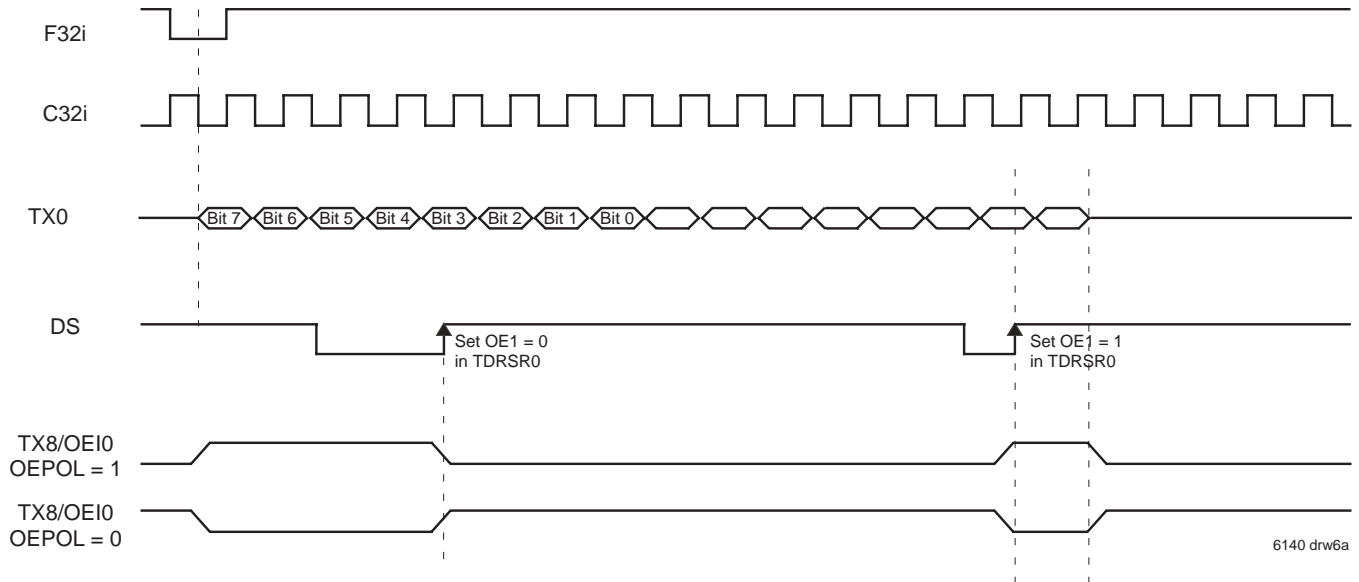 F32i
C32i
TX0
Bit 7 Bit 6 Bit 5 Bit 4 Bit 3 Bit 2 Bit 1 Bit 0
DS
Set OE1 = 0
in TDRSR0
Set OE1 = 1
in TDRSR0
TX8/OEI0
OEPOL = 1
TX8/OEI0
OEPOL = 0
6140 drw6a